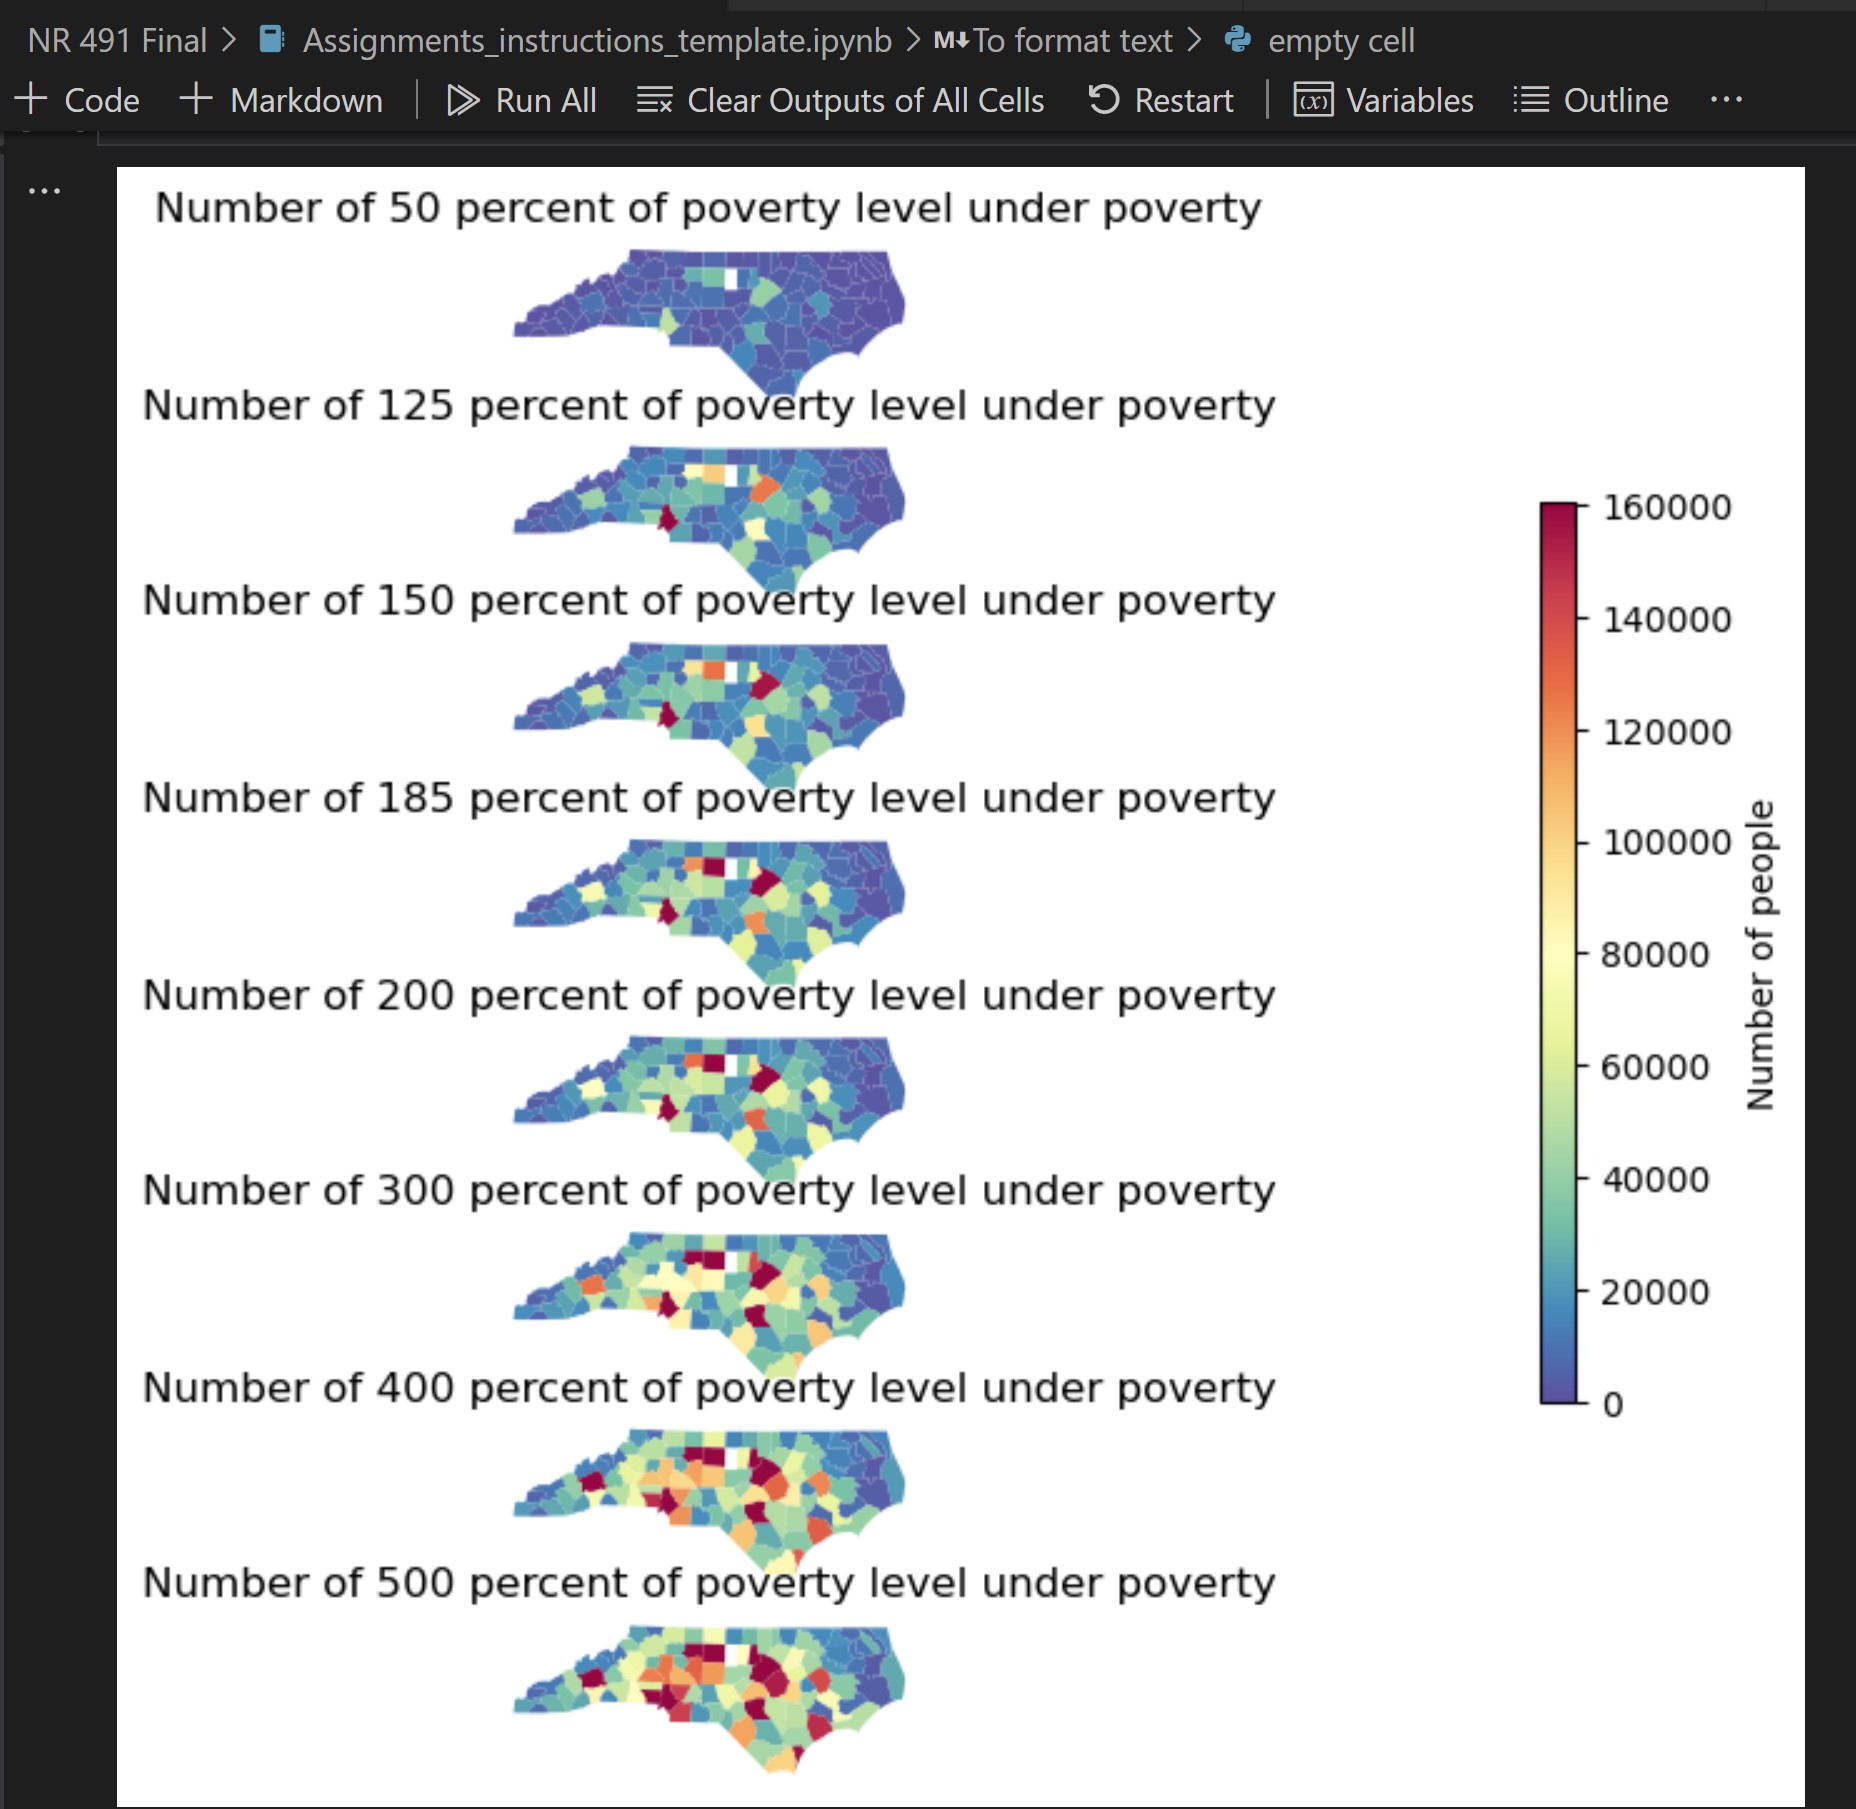 NR 491 Final > Assignments_instructions_template.ipynb > M↓To format text > empty cell
+ Code + Markdown Run All Clear Outputs of All Cells Restart (x) Variables Outline ...
...
Number of 50 percent of poverty level under poverty
Number of 125 percent of poverty level under poverty
Number of 150 percent of poverty level under poverty
Number of 185 percent of poverty level under poverty
Number of 200 percent of poverty level under poverty
Number of 300 percent of poverty level under poverty
Number of 400 percent of poverty level under poverty
Number of 500 percent of poverty level under poverty
160000
140000
120000
100000
80000
60000
40000
20000
0
Number of people